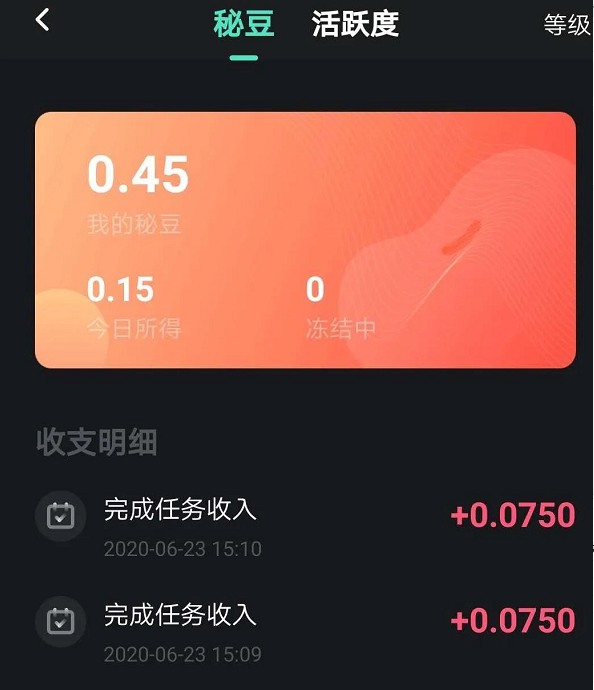 秘豆 活跃度 等级
0.45
我的秘豆
0.15 0
今日所得 冻结中
收支明细
完成任务收入 +0.0750
2020-06-23 15:10
完成任务收入 +0.0750
2020-06-23 15:09